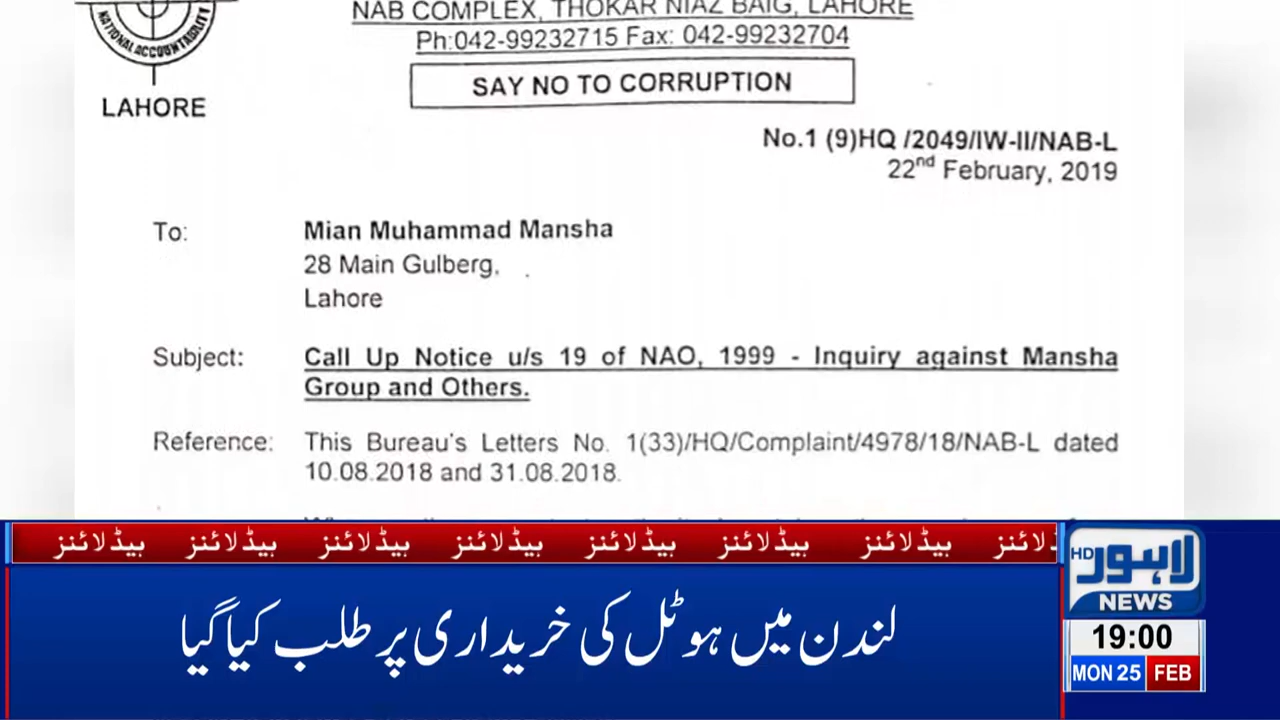 NATIONAL ACCOUNTABILITY
LAHORE
NAB COMPLEX, THOKAR NIAZ BAIG, LAHORE
Ph:042-99232715 Fax: 042-99232704
SAY NO TO CORRUPTION
No.1 (9)HQ /2049/IW-II/NAB-L
22nd February, 2019
To: Mian Muhammad Mansha
28 Main Gulberg,
Lahore
Subject: Call Up Notice u/s 19 of NAO, 1999 - Inquiry against Mansha
Group and Others.
Reference: This Bureau's Letters No. 1(33)/HQ/Complaint/4978/18/NAB-L dated
10.08.2018 and 31.08.2018.
ہیڈلائنز ہیڈلائنز ہیڈلائنز ہیڈلائنز ہیڈلائنز ہیڈلائنز ہیڈلائنز
لندن میں ہوٹل کی خریداری پر طلب کیا گیا
لاہور HD
NEWS
19:00
MON 25 FEB